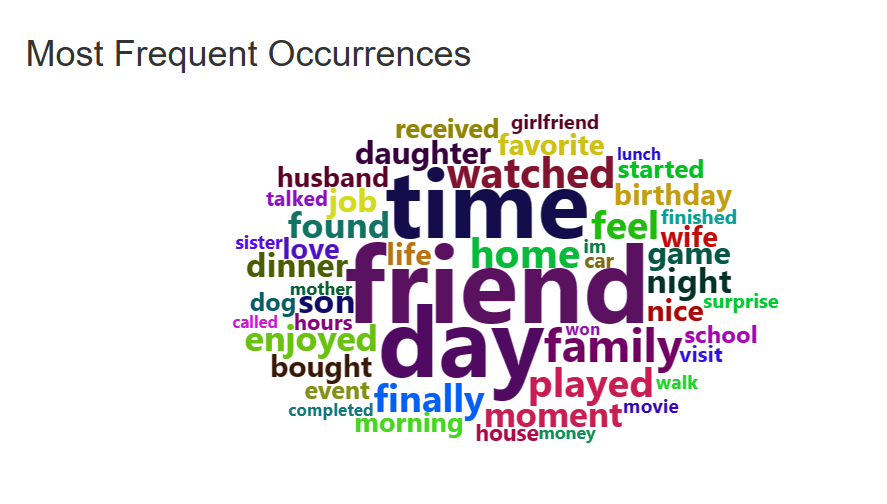 Most Frequent Occurrences
received girlfriend
daughter favorite lunch
husband watched started
talked job time birthday
found feel finished
sister love life home im wife
dinner friend car game
mother night
dog son nice surprise
called hours won
enjoyed day family school
bought visit
event finally played walk
completed moment movie
morning house money